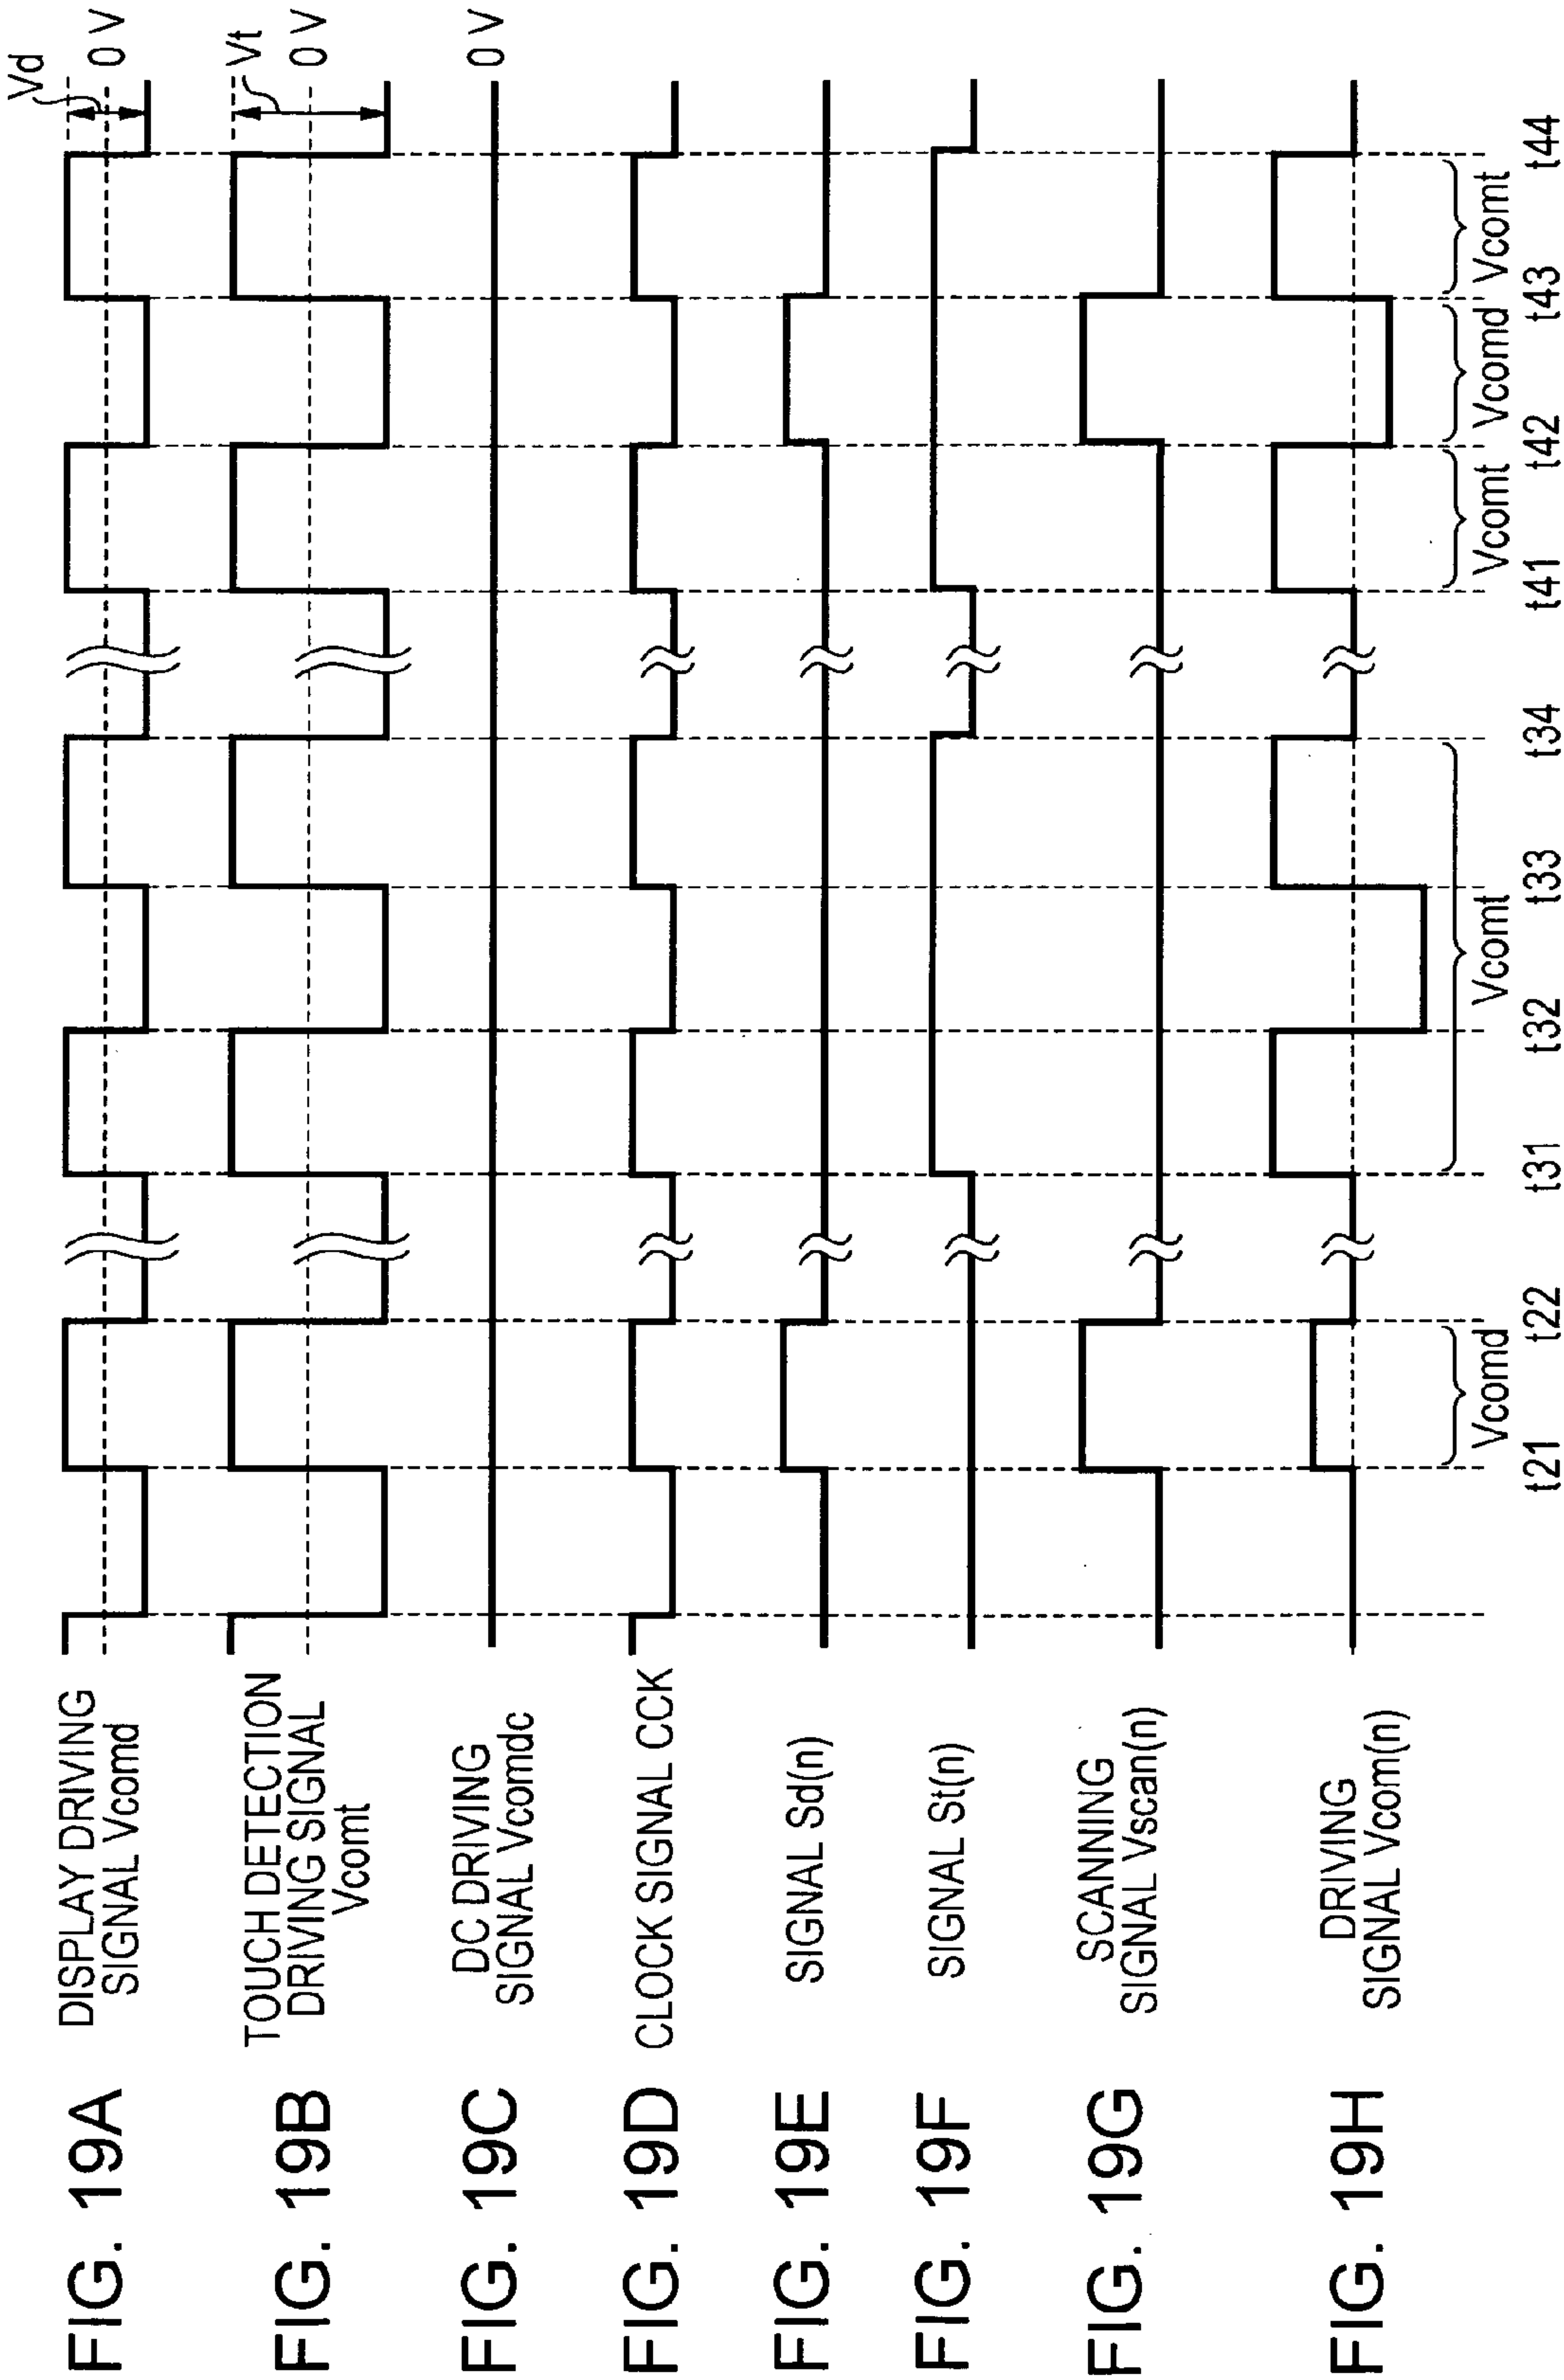 FIG. 19A
DISPLAY DRIVING
SIGNAL Vcomd
Vd
0 V
FIG. 19B
TOUCH DETECTION
DRIVING SIGNAL
Vcomt
Vt
0 V
FIG. 19C
DC DRIVING
SIGNAL Vcomdc
0 V
FIG. 19D
CLOCK SIGNAL CCK
FIG. 19E
SIGNAL Sd(n)
FIG. 19F
SIGNAL St(n)
FIG. 19G
SCANNING
SIGNAL Vscan(n)
FIG. 19H
DRIVING
SIGNAL Vcom(n)
Vcomd Vcomt Vcomt Vcomd Vcomt
t21 t22 t31 t32 t33 t34 t41 t42 t43 t44